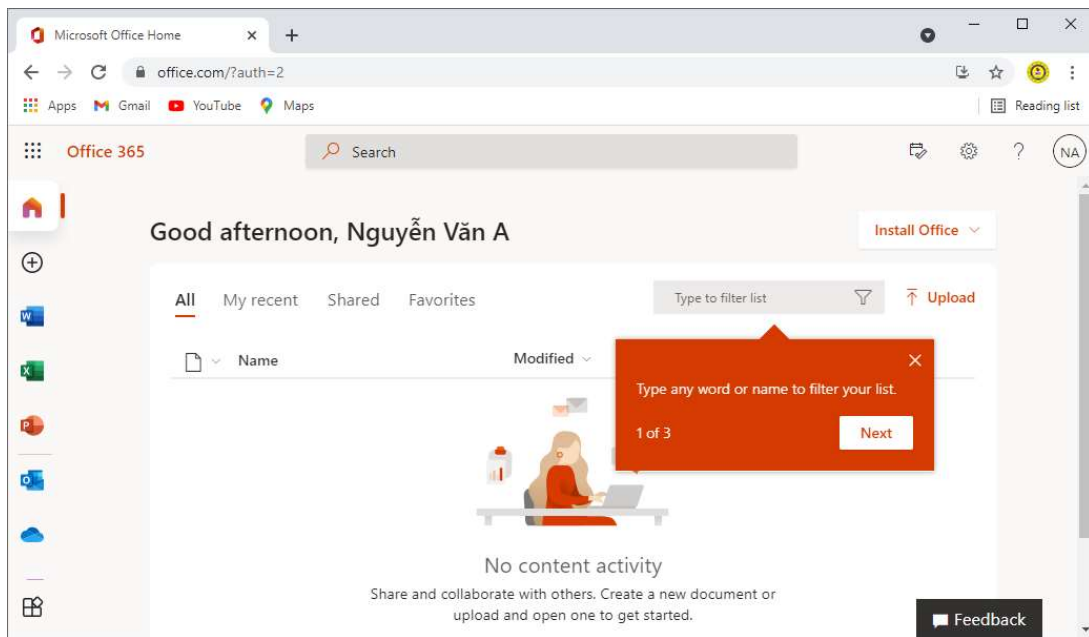 Microsoft Office Home
office.com/?auth=2
Apps Gmail YouTube Maps Reading list
Office 365 Search NA
Good afternoon, Nguyễn Văn A Install Office
All My recent Shared Favorites Type to filter list Upload
Name Modified
Type any word or name to filter your list.
1 of 3 Next
No content activity
Share and collaborate with others. Create a new document or
upload and open one to get started.
Feedback